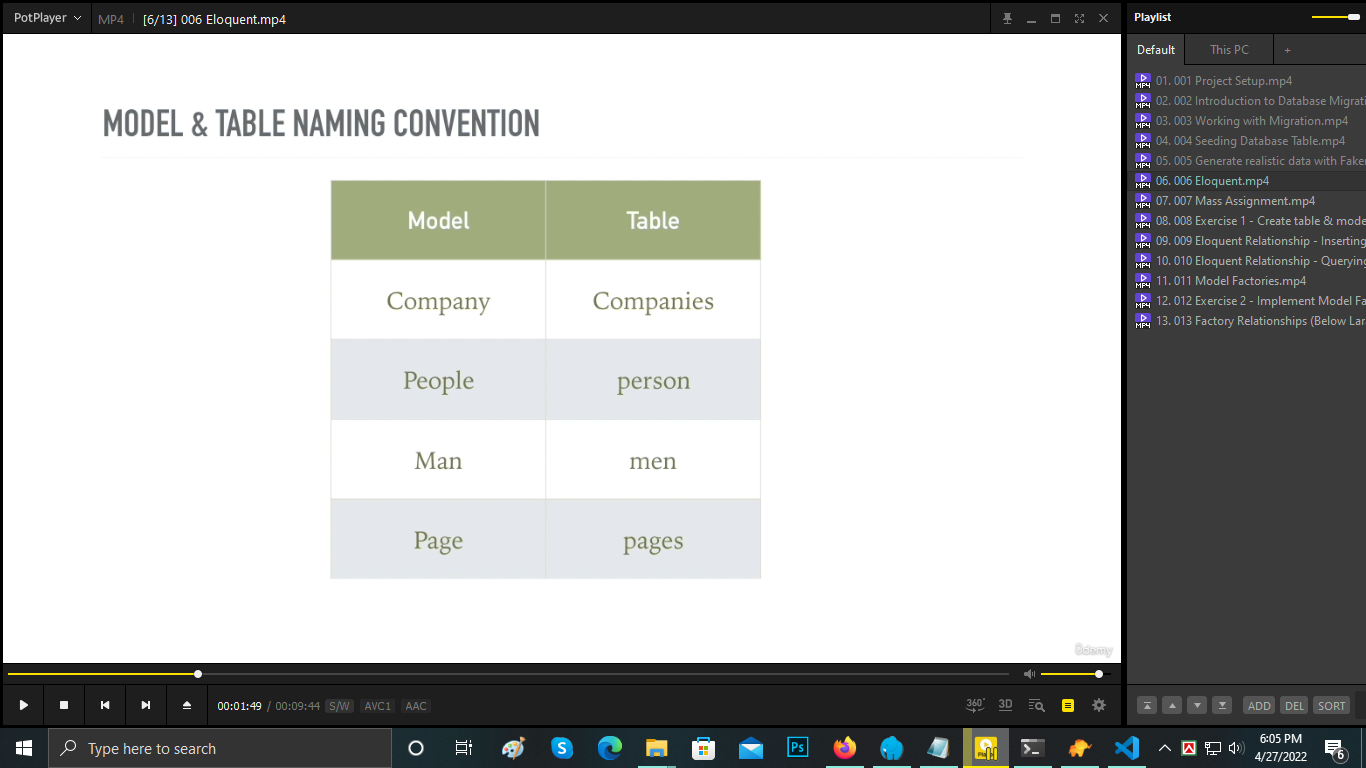 PotPlayer MP4 [6/13] 006 Eloquent.mp4
MODEL & TABLE NAMING CONVENTION
Model Table
Company Companies
People person
Man men
Page pages
Udemy
00:01:49 / 00:09:44 S/W AVC1 AAC
360° 3D
Playlist
Default This PC +
01. 001 Project Setup.mp4
02. 002 Introduction to Database Migrati
03. 003 Working with Migration.mp4
04. 004 Seeding Database Table.mp4
05. 005 Generate realistic data with Faker
06. 006 Eloquent.mp4
07. 007 Mass Assignment.mp4
08. 008 Exercise 1 - Create table & mode
09. 009 Eloquent Relationship - Inserting
10. 010 Eloquent Relationship - Querying
11. 011 Model Factories.mp4
12. 012 Exercise 2 - Implement Model Fa
13. 013 Factory Relationships (Below Lar
ADD DEL SORT
Type here to search
6:05 PM
4/27/2022
6